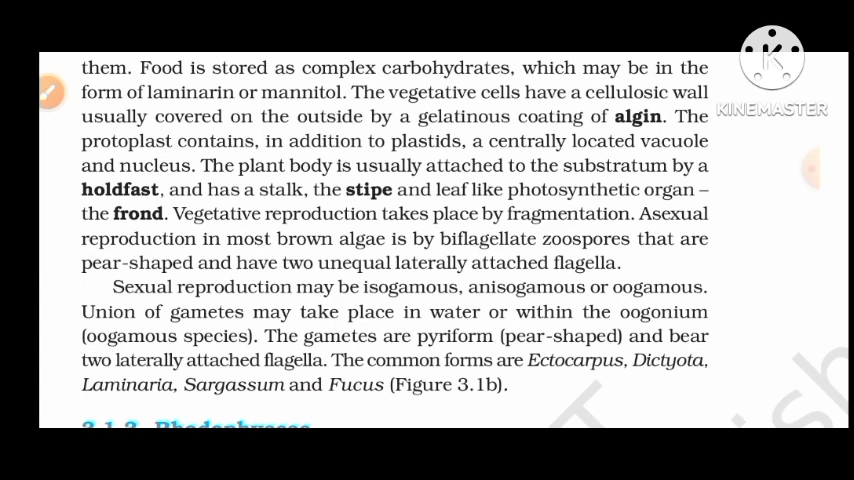 them. Food is stored as complex carbohydrates, which may be in the
form of laminarin or mannitol. The vegetative cells have a cellulosic wall
usually covered on the outside by a gelatinous coating of algin. The
protoplast contains, in addition to plastids, a centrally located vacuole
and nucleus. The plant body is usually attached to the substratum by a
holdfast, and has a stalk, the stipe and leaf like photosynthetic organ –
the frond. Vegetative reproduction takes place by fragmentation. Asexual
reproduction in most brown algae is by biflagellate zoospores that are
pear-shaped and have two unequal laterally attached flagella.
Sexual reproduction may be isogamous, anisogamous or oogamous.
Union of gametes may take place in water or within the oogonium
(oogamous species). The gametes are pyriform (pear-shaped) and bear
two laterally attached flagella. The common forms are Ectocarpus, Dictyota,
Laminaria, Sargassum and Fucus (Figure 3.1b).
K
KINEMASTER